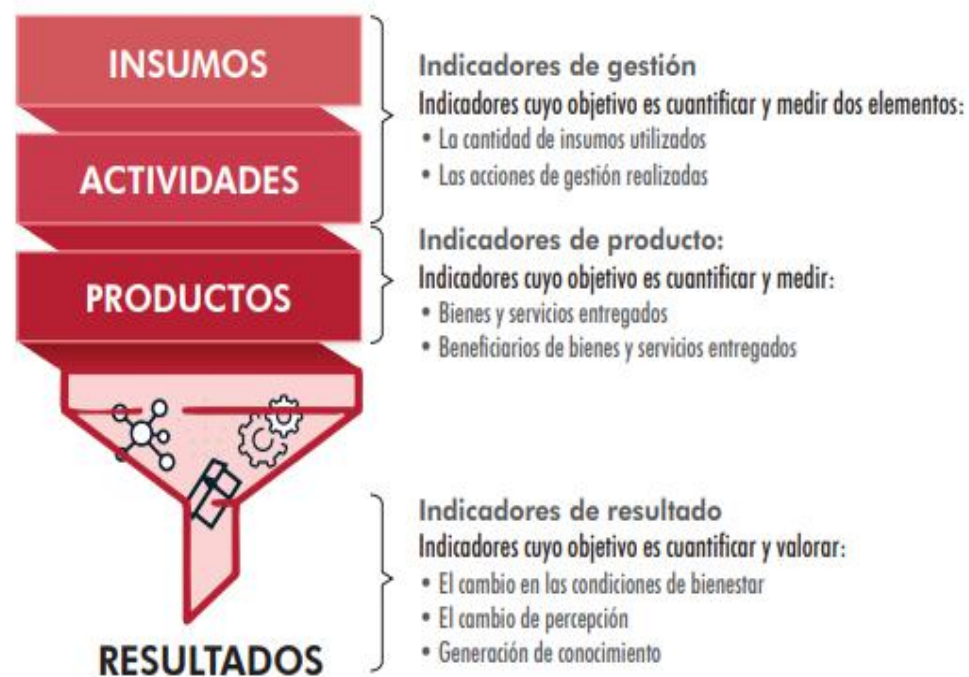 INSUMOS
ACTIVIDADES
Indicadores de gestión
Indicadores cuyo objetivo es cuantificar y medir dos elementos:
• La cantidad de insumos utilizados
• Las acciones de gestión realizadas
PRODUCTOS
Indicadores de producto:
Indicadores cuyo objetivo es cuantificar y medir:
• Bienes y servicios entregados
• Beneficiarios de bienes y servicios entregados
RESULTADOS
Indicadores de resultado
Indicadores cuyo objetivo es cuantificar y valorar:
• El cambio en las condiciones de bienestar
• El cambio de percepción
• Generación de conocimiento